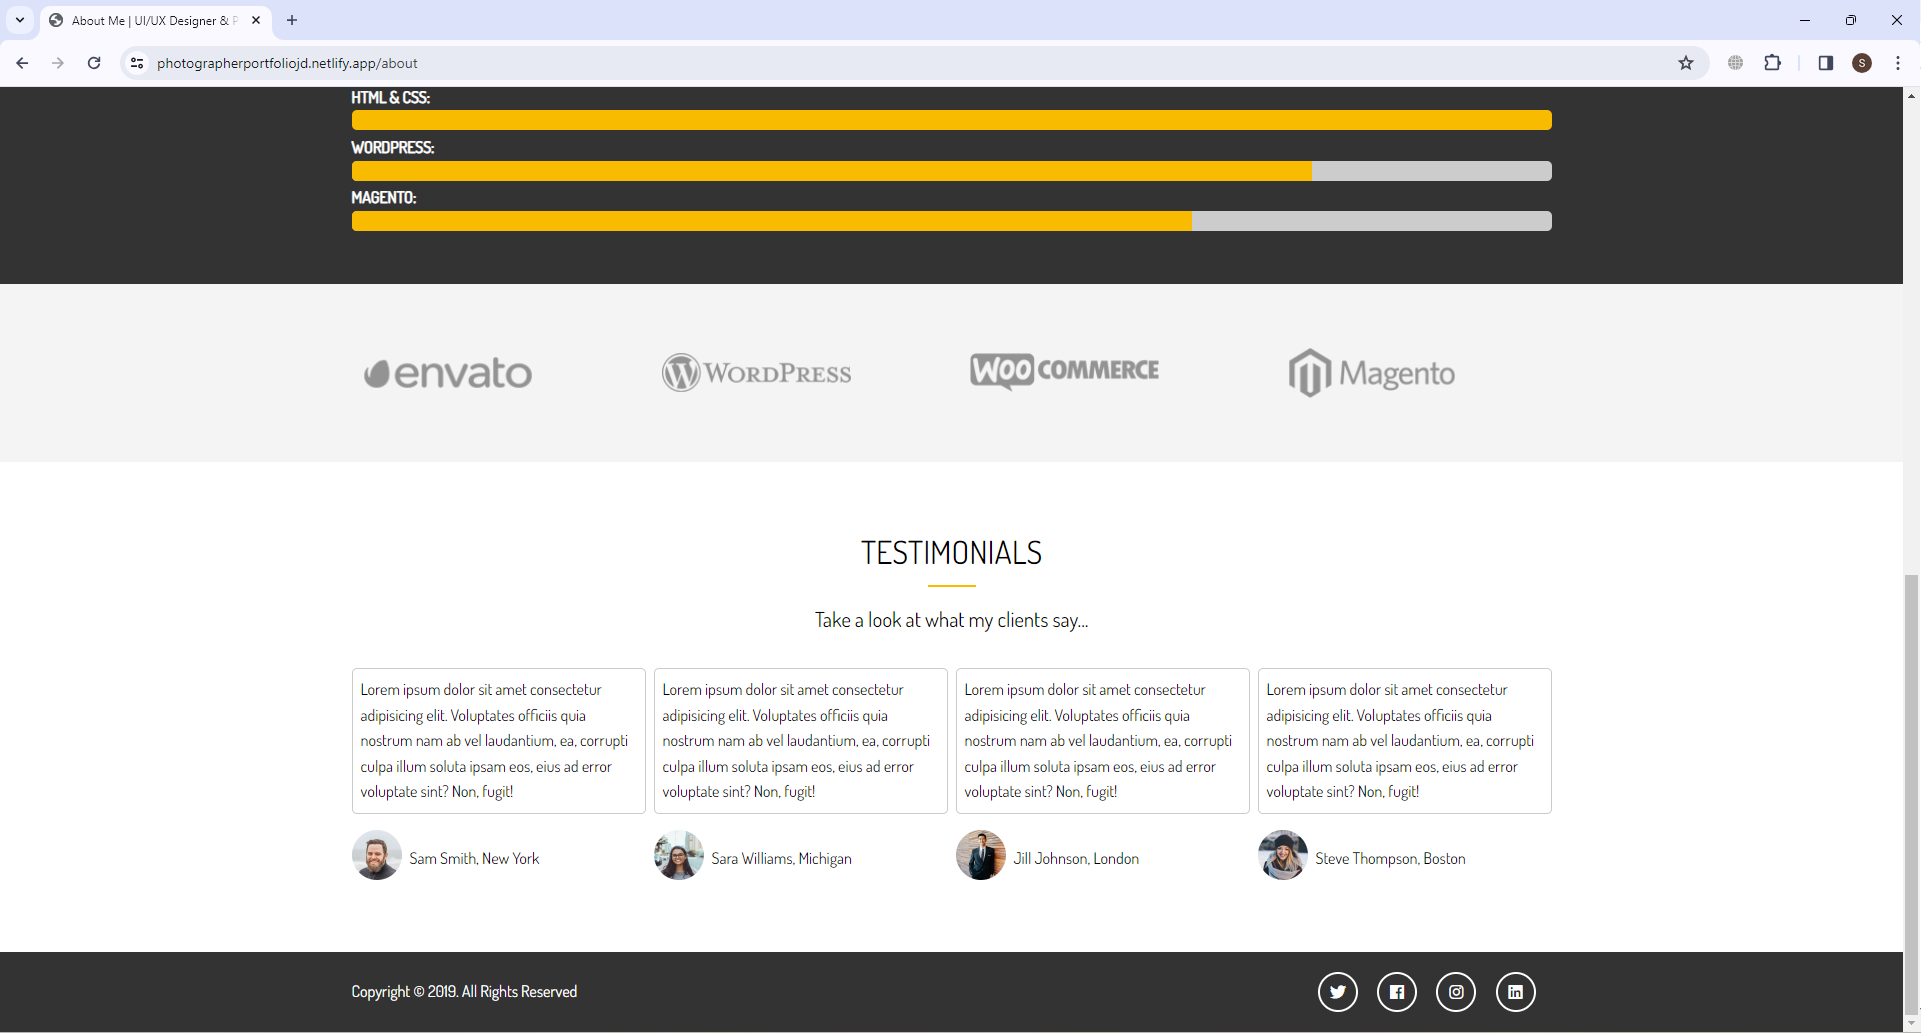 About Me | UI/UX Designer & P
photographerportfoliojd.netlify.app/about
S
HTML & CSS:
WORDPRESS:
MAGENTO:
envato
WORDPRESS
WOO COMMERCE
Magento
TESTIMONIALS
Take a look at what my clients say...
Lorem ipsum dolor sit amet consectetur
adipisicing elit. Voluptates officiis quia
nostrum nam ab vel laudantium, ea, corrupti
culpa illum soluta ipsam eos, eius ad error
voluptate sint? Non, fugit!
Sam Smith, New York
Lorem ipsum dolor sit amet consectetur
adipisicing elit. Voluptates officiis quia
nostrum nam ab vel laudantium, ea, corrupti
culpa illum soluta ipsam eos, eius ad error
voluptate sint? Non, fugit!
Sara Williams, Michigan
Lorem ipsum dolor sit amet consectetur
adipisicing elit. Voluptates officiis quia
nostrum nam ab vel laudantium, ea, corrupti
culpa illum soluta ipsam eos, eius ad error
voluptate sint? Non, fugit!
Jill Johnson, London
Lorem ipsum dolor sit amet consectetur
adipisicing elit. Voluptates officiis quia
nostrum nam ab vel laudantium, ea, corrupti
culpa illum soluta ipsam eos, eius ad error
voluptate sint? Non, fugit!
Steve Thompson, Boston
Copyright © 2019. All Rights Reserved